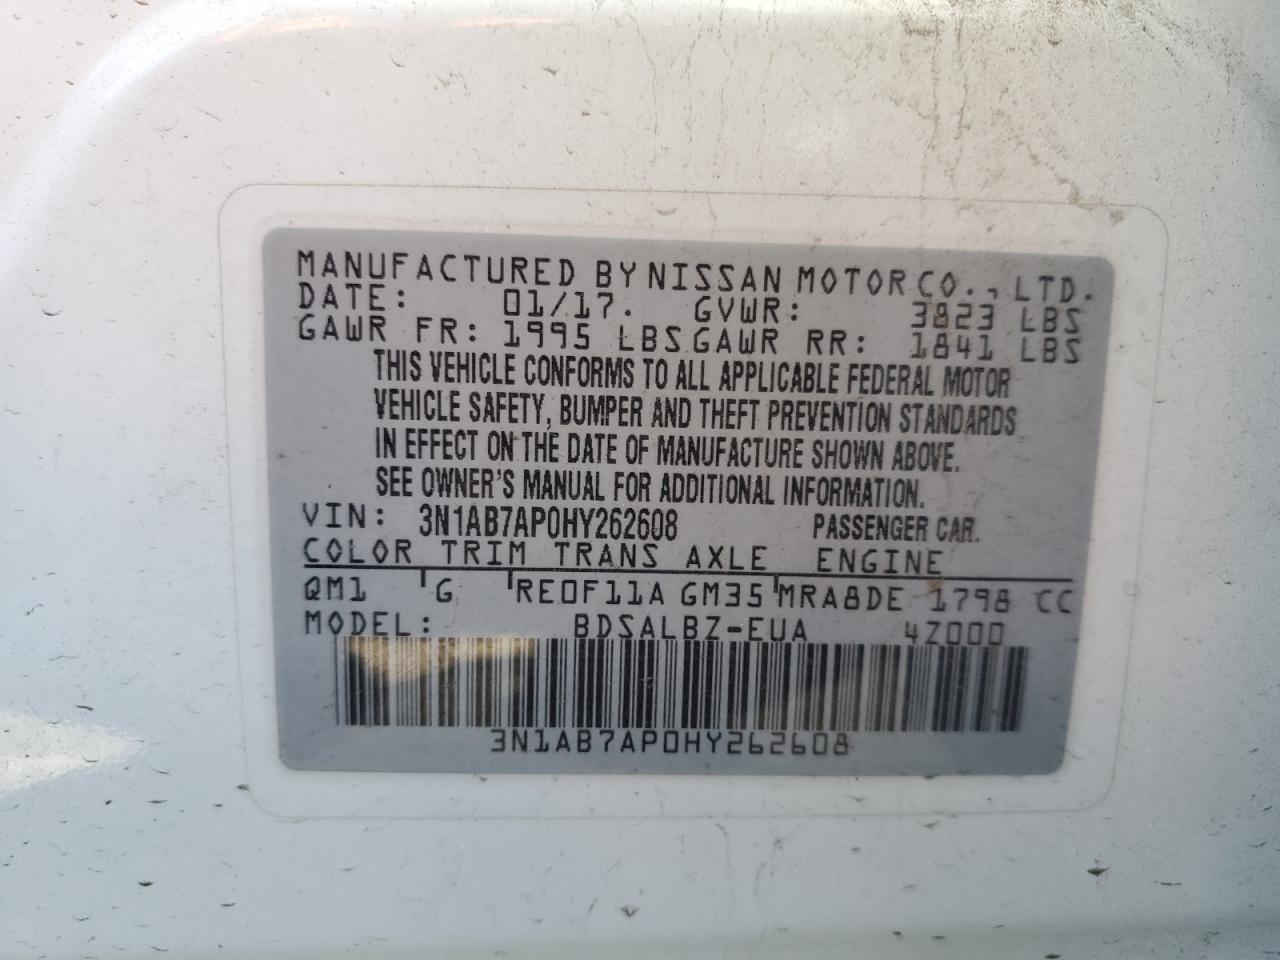 MANUFACTURED BY NISSAN MOTOR CO., LTD.
DATE: 01/17. GVWR: 3823 LBS
GAWR FR: 1995 LBS GAWR RR: 1841 LBS
THIS VEHICLE CONFORMS TO ALL APPLICABLE FEDERAL MOTOR
VEHICLE SAFETY, BUMPER AND THEFT PREVENTION STANDARDS
IN EFFECT ON THE DATE OF MANUFACTURE SHOWN ABOVE.
SEE OWNER'S MANUAL FOR ADDITIONAL INFORMATION.
VIN: 3N1AB7AP0HY262608 PASSENGER CAR.
COLOR TRIM TRANS AXLE ENGINE
QM1 G RE0F11A GM35 MRA8DE 1798 CC
MODEL: BDSALBZ-EUA 4Z000
3N1AB7AP0HY262608